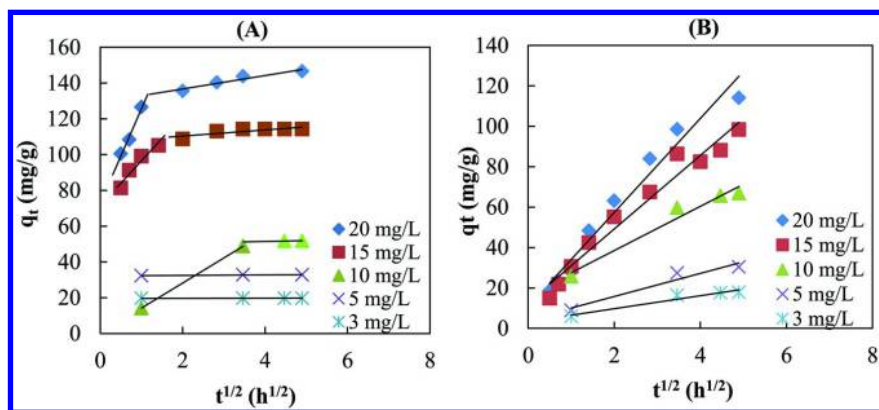 (A)
160
140
120
100
80
60
40
20
0
qt (mg/g)
20 mg/L
15 mg/L
10 mg/L
5 mg/L
3 mg/L
0 2 4 6 8
t1/2 (h1/2)
(B)
140
120
100
80
60
40
20
0
qt (mg/g)
20 mg/L
15 mg/L
10 mg/L
5 mg/L
3 mg/L
0 2 4 6 8
t1/2 (h1/2)